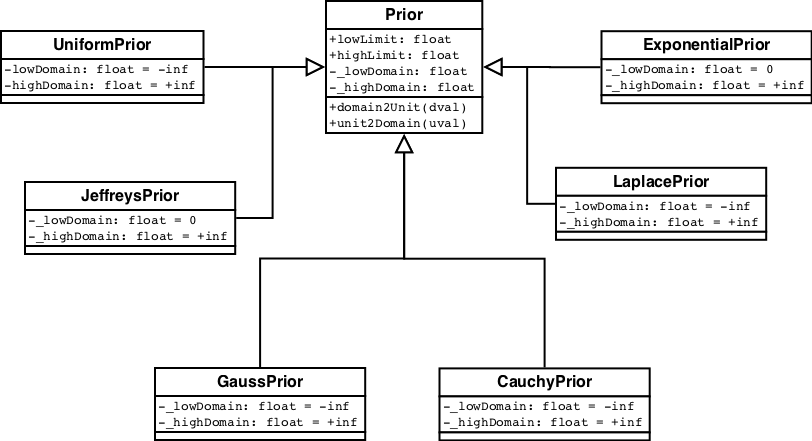 Prior
+lowLimit: float
+highLimit: float
-_lowDomain: float
-_highDomain: float
+domain2Unit(dval)
+unit2Domain(uval)
UniformPrior
-lowDomain: float = -inf
-highDomain: float = +inf
ExponentialPrior
-_lowDomain: float = 0
-_highDomain: float = +inf
JeffreysPrior
-_lowDomain: float = 0
-_highDomain: float = +inf
LaplacePrior
-_lowDomain: float = -inf
-_highDomain: float = +inf
GaussPrior
-_lowDomain: float = -inf
-_highDomain: float = +inf
CauchyPrior
-_lowDomain: float = -inf
-_highDomain: float = +inf